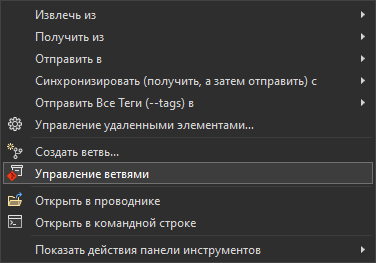 Извлечь из
Получить из
Отправить в
Синхронизировать (получить, а затем отправить) с
Отправить Все Теги (--tags) в
Управление удаленными элементами...
Создать ветвь...
Управление ветвями
Открыть в проводнике
Открыть в командной строке
Показать действия панели инструментов